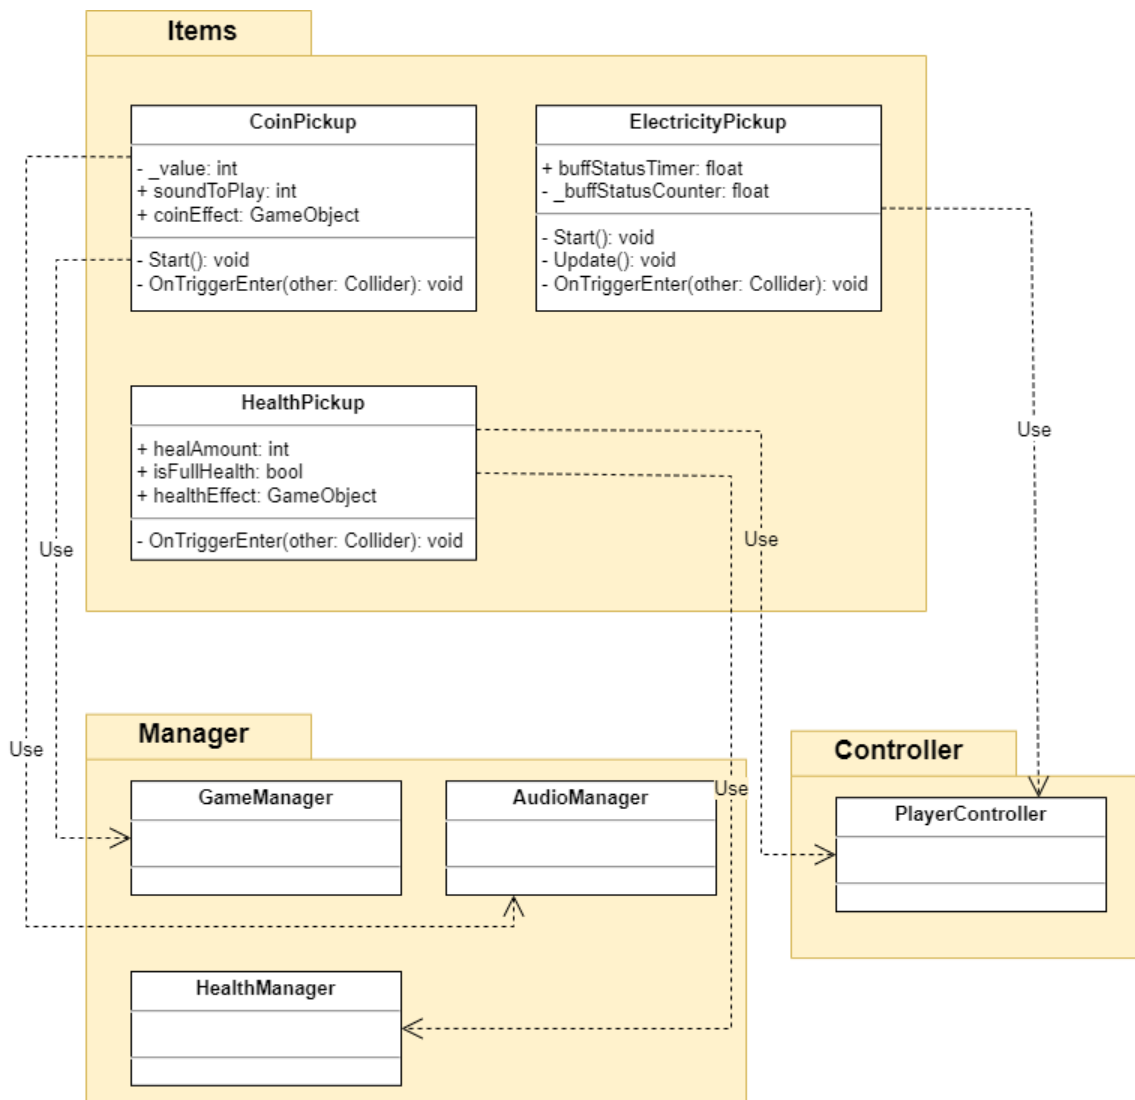 Items
CoinPickup
- _value: int
+ soundToPlay: int
+ coinEffect: GameObject
- Start(): void
- OnTriggerEnter(other: Collider): void
ElectricityPickup
+ buffStatusTimer: float
- _buffStatusCounter: float
- Start(): void
- Update(): void
- OnTriggerEnter(other: Collider): void
HealthPickup
+ healAmount: int
+ isFullHealth: bool
+ healthEffect: GameObject
- OnTriggerEnter(other: Collider): void
Use
Use
Use
Use
Use
Manager
GameManager
AudioManager
HealthManager
Controller
PlayerController